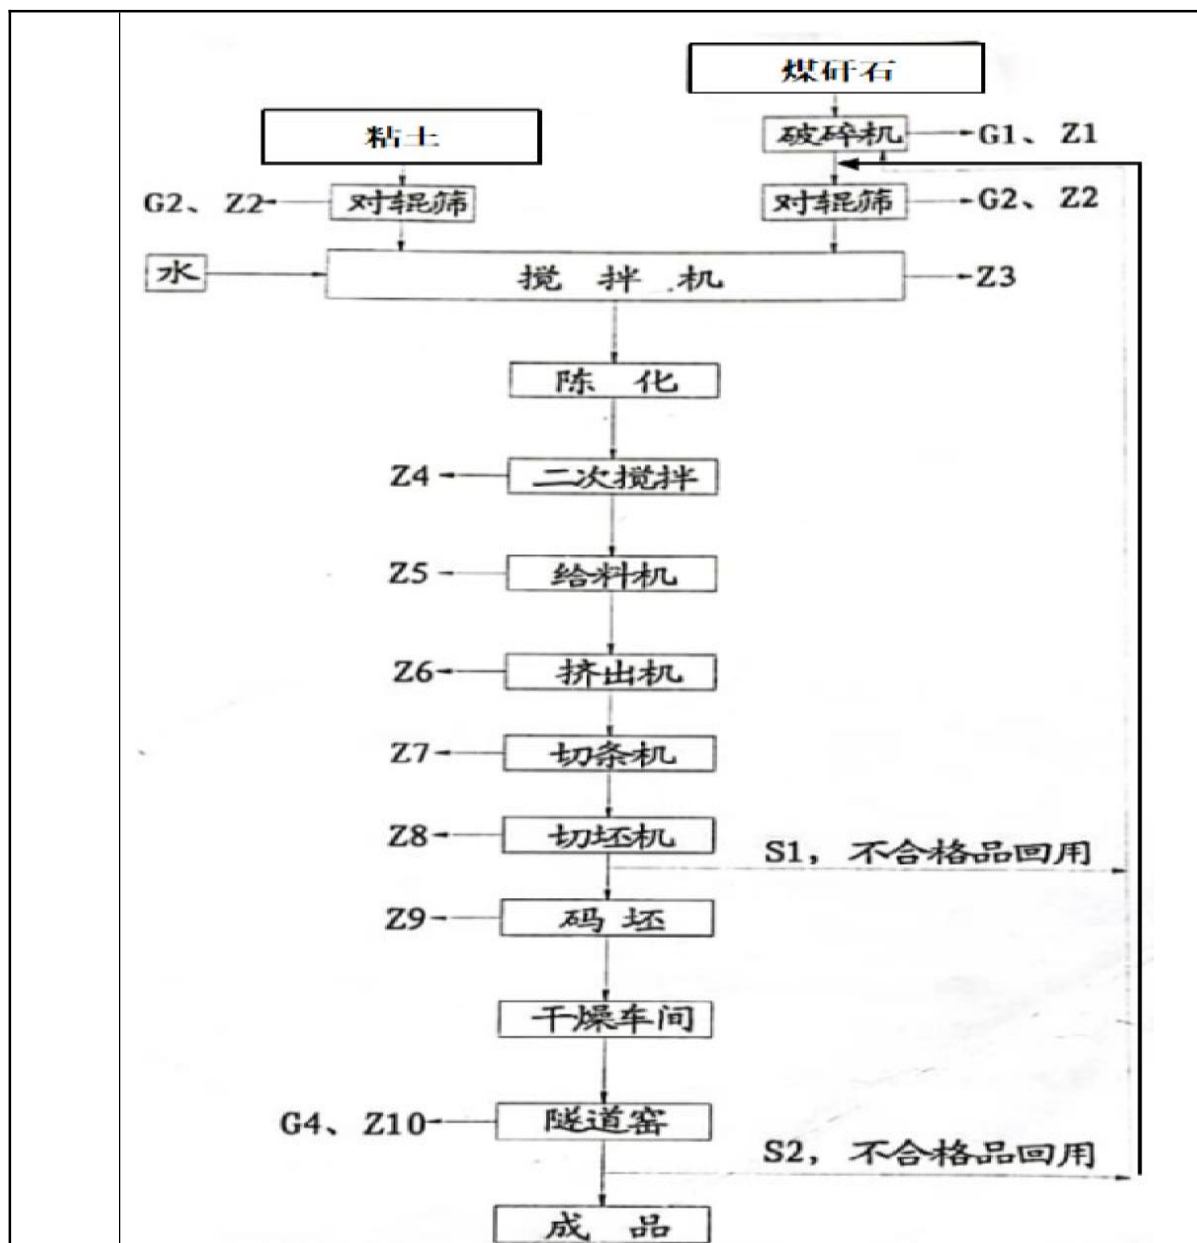 煤矸石
粘土
破碎机
G1、Z1
G2、Z2
对辊筛
对辊筛
G2、Z2
水
搅 拌 机
Z3
陈 化
Z4
二次搅拌
Z5
给料机
Z6
挤出机
Z7
切条机
Z8
切坯机
S1，不合格品回用
Z9
码 坯
干燥车间
G4、Z10
隧道窑
S2，不合格品回用
成 品